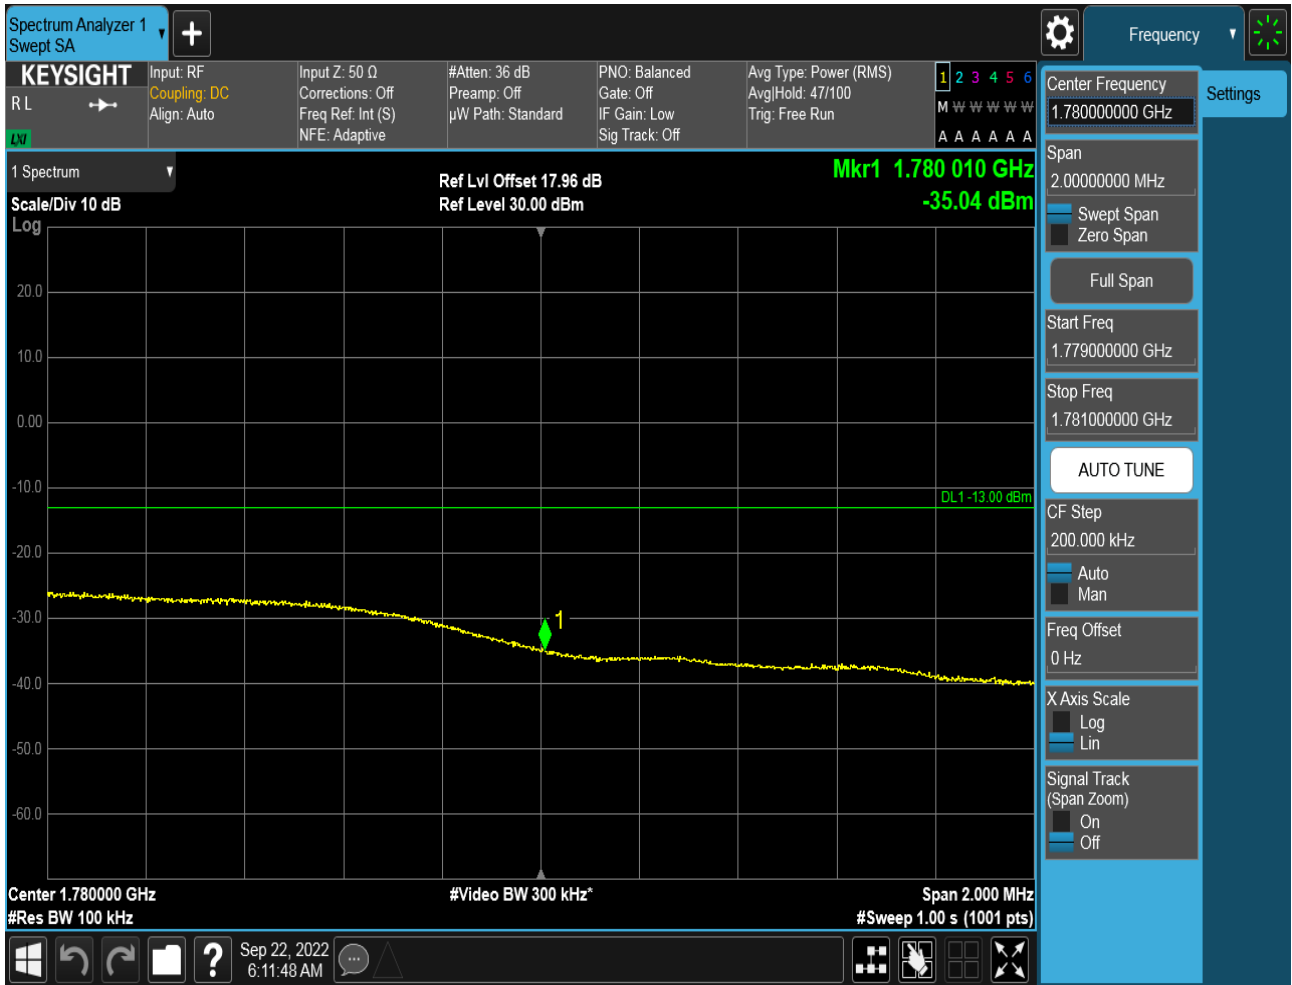 Spectrum Analyzer 1
Swept SA
Frequency
KEYSIGHT
R L
LXI
Input: RF
Coupling: DC
Align: Auto
Input Z: 50 Ω
Corrections: Off
Freq Ref: Int (S)
NFE: Adaptive
#Atten: 36 dB
Preamp: Off
µW Path: Standard
PNO: Balanced
Gate: Off
IF Gain: Low
Sig Track: Off
Avg Type: Power (RMS)
Avg|Hold: 47/100
Trig: Free Run
1 2 3 4 5 6
M W W W W W
A A A A A A
1 Spectrum
Scale/Div 10 dB
Log
Ref Lvl Offset 17.96 dB
Ref Level 30.00 dBm
Mkr1 1.780 010 GHz
-35.04 dBm
20.0
10.0
0.00
-10.0
-20.0
-30.0
-40.0
-50.0
-60.0
DL1 -13.00 dBm
1
Center 1.780000 GHz
#Res BW 100 kHz
#Video BW 300 kHz*
Span 2.000 MHz
#Sweep 1.00 s (1001 pts)
Center Frequency
1.780000000 GHz
Settings
Span
2.00000000 MHz
Swept Span
Zero Span
Full Span
Start Freq
1.779000000 GHz
Stop Freq
1.781000000 GHz
AUTO TUNE
CF Step
200.000 kHz
Auto
Man
Freq Offset
0 Hz
X Axis Scale
Log
Lin
Signal Track
(Span Zoom)
On
Off
?
Sep 22, 2022
6:11:48 AM